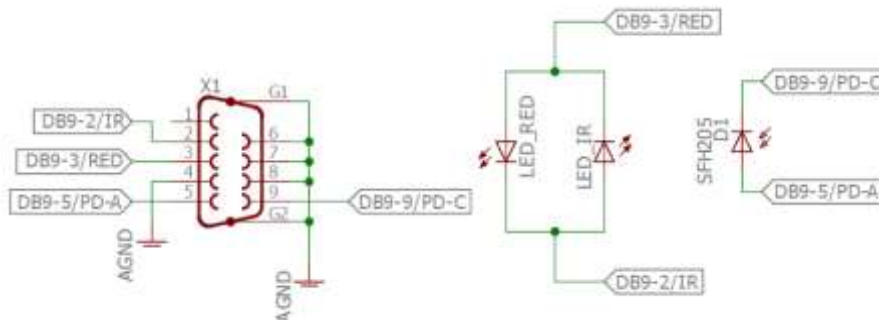 X1
G1
DB9-2/IR
1
2
6
DB9-3/RED
3
7
4
8
DB9-5/PD-A
5
9
DB9-9/PD-C
G2
AGND
AGND
DB9-3/RED
LED_RED
LED_IR
DB9-2/IR
DB9-9/PD-C
SFH205
D1
DB9-5/PD-A